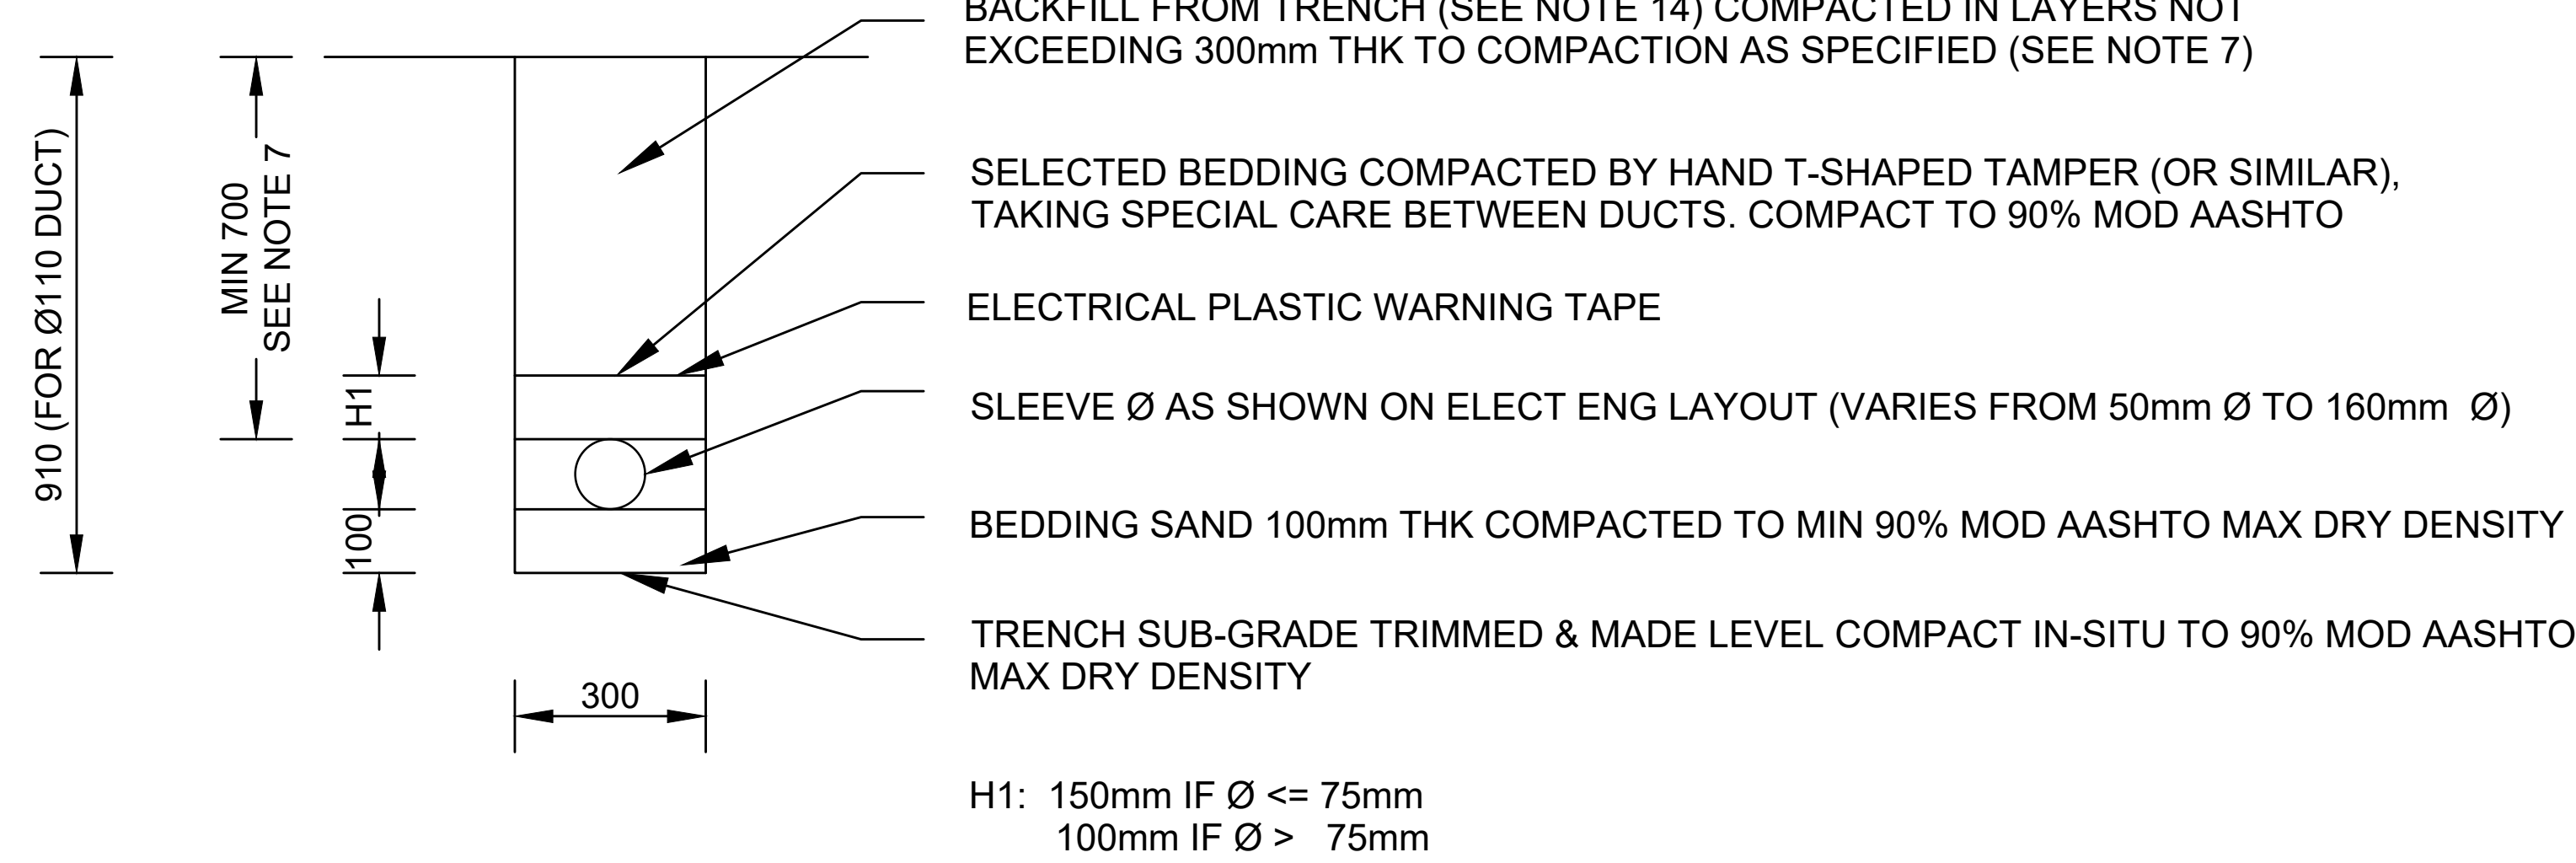 BACKFILL FROM TRENCH (SEE NOTE 14) COMPACTED IN LAYERS NOT
EXCEEDING 300mm THK TO COMPACTION AS SPECIFIED (SEE NOTE 7)
SELECTED BEDDING COMPACTED BY HAND T-SHAPED TAMPER (OR SIMILAR),
TAKING SPECIAL CARE BETWEEN DUCTS. COMPACT TO 90% MOD AASHTO
ELECTRICAL PLASTIC WARNING TAPE
SLEEVE Ø AS SHOWN ON ELECT ENG LAYOUT (VARIES FROM 50mm Ø TO 160mm Ø)
BEDDING SAND 100mm THK COMPACTED TO MIN 90% MOD AASHTO MAX DRY DENSITY
TRENCH SUB-GRADE TRIMMED & MADE LEVEL COMPACT IN-SITU TO 90% MOD AASHTO
MAX DRY DENSITY
910 (FOR Ø110 DUCT)
MIN 700
SEE NOTE 7
H1
100
300
H1: 150mm IF Ø <= 75mm
100mm IF Ø > 75mm